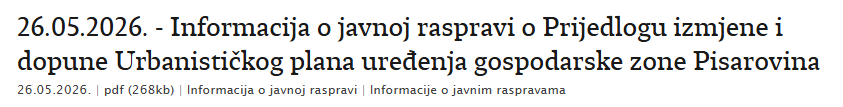 26.05.2026. - Informacija o javnoj raspravi o Prijedlogu izmjene i
dopune Urbanističkog plana uređenja gospodarske zone Pisarovina
26.05.2026. | pdf (268kb) | Informacija o javnoj raspravi | Informacije o javnim raspravama